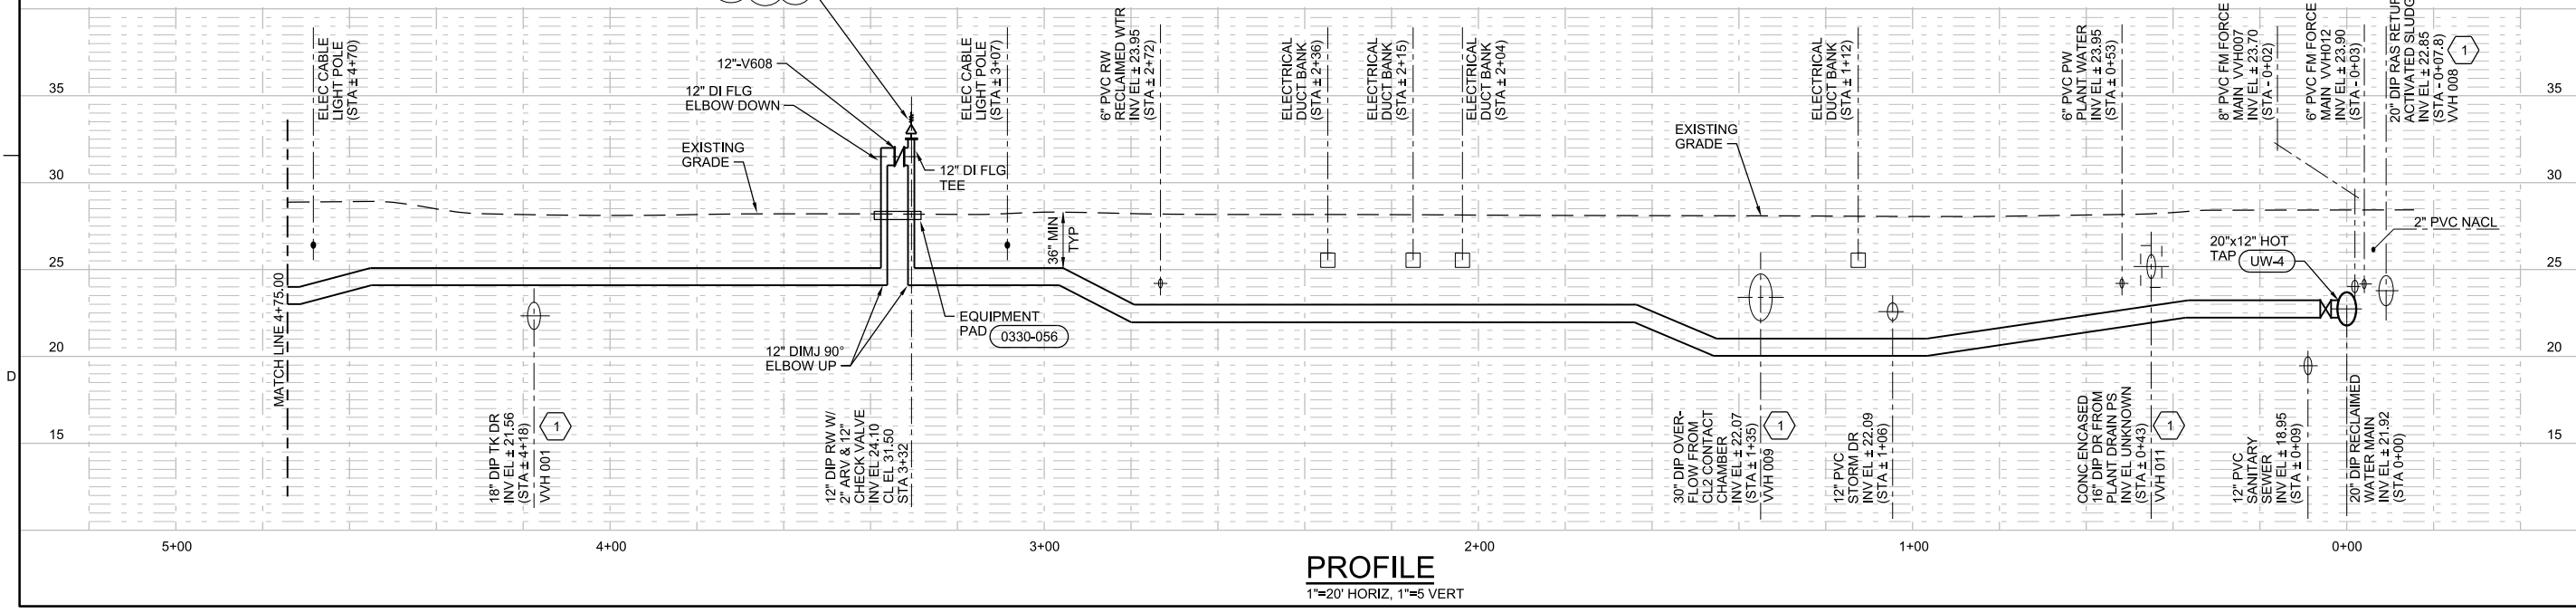 35
30
25
20
15
D
MATCH LINE 4+75.00
ELEC CABLE
LIGHT POLE
(STA ± 4+70)
EXISTING
GRADE
12"-V608
12" DI FLG
ELBOW DOWN
12" DI FLG
TEE
ELEC CABLE
LIGHT POLE
(STA ± 3+07)
36" MIN
TYP
6" PVC RW
RECLAIMED WTR
INV EL ± 23.95
(STA ± 2+72)
ELECTRICAL
DUCT BANK
(STA ± 2+36)
ELECTRICAL
DUCT BANK
(STA ± 2+15)
ELECTRICAL
DUCT BANK
(STA ± 2+04)
EXISTING
GRADE
ELECTRICAL
DUCT BANK
(STA ± 1+12)
6" PVC PW
PLANT WATER
INV EL ± 23.95
(STA ± 0+53)
8" PVC FM FORCE
MAIN VVH007
INV EL ± 23.70
(STA - 0+02)
6" PVC FM FORCE
MAIN VVH012
INV EL ± 23.90
(STA - 0+03)
20" DIP RAS RETUR
ACTIVATED SLUDG
INV EL ± 22.85
(STA - 0+07.8)
VVH 008
1
2" PVC NACL
20"x12" HOT
TAP
UW-4
EQUIPMENT
PAD
0330-056
12" DIMJ 90°
ELBOW UP
18" DIP TK DR
INV EL ± 21.56
(STA ± 4+18)
VVH 001
1
12" DIP RW W/
2" ARV & 12"
CHECK VALVE
INV EL 24.10
CL EL 31.50
STA 3+32
30" DIP OVER-
FLOW FROM
CL2 CONTACT
CHAMBER
INV EL ± 22.07
(STA ± 1+35)
VVH 009
1
12" PVC
STORM DR
INV EL ± 22.09
(STA ± 1+06)
CONC ENCASED
16" DIP DR FROM
PLANT DRAIN PS
INV EL UNKNOWN
(STA ± 0+43)
VVH 011
1
12" PVC
SANITARY
SEWER
INV EL ± 18.95
(STA ± 0+09)
20" DIP RECLAIMED
WATER MAIN
INV EL ± 21.92
(STA 0+00)
35
30
25
20
15
5+00
4+00
3+00
2+00
1+00
0+00
PROFILE
1"=20' HORIZ, 1"=5 VERT